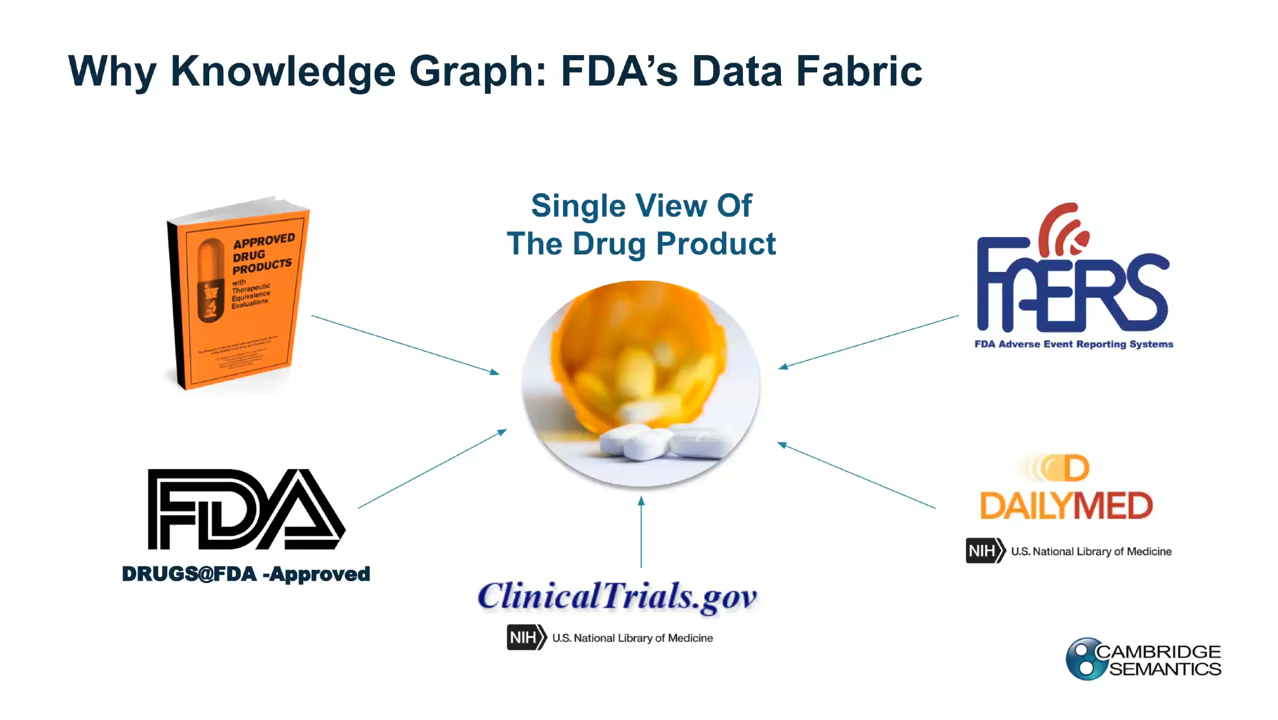 Why Knowledge Graph: FDA’s Data Fabric
Single View Of
The Drug Product
APPROVED
DRUG
PRODUCTS
with
Therapeutic
Equivalence
Evaluations
FAERS
FDA Adverse Event Reporting Systems
FDA
DRUGS@FDA -Approved
D
DAILYMED
NIH U.S. National Library of Medicine
ClinicalTrials.gov
NIH U.S. National Library of Medicine
CAMBRIDGE
SEMANTICS